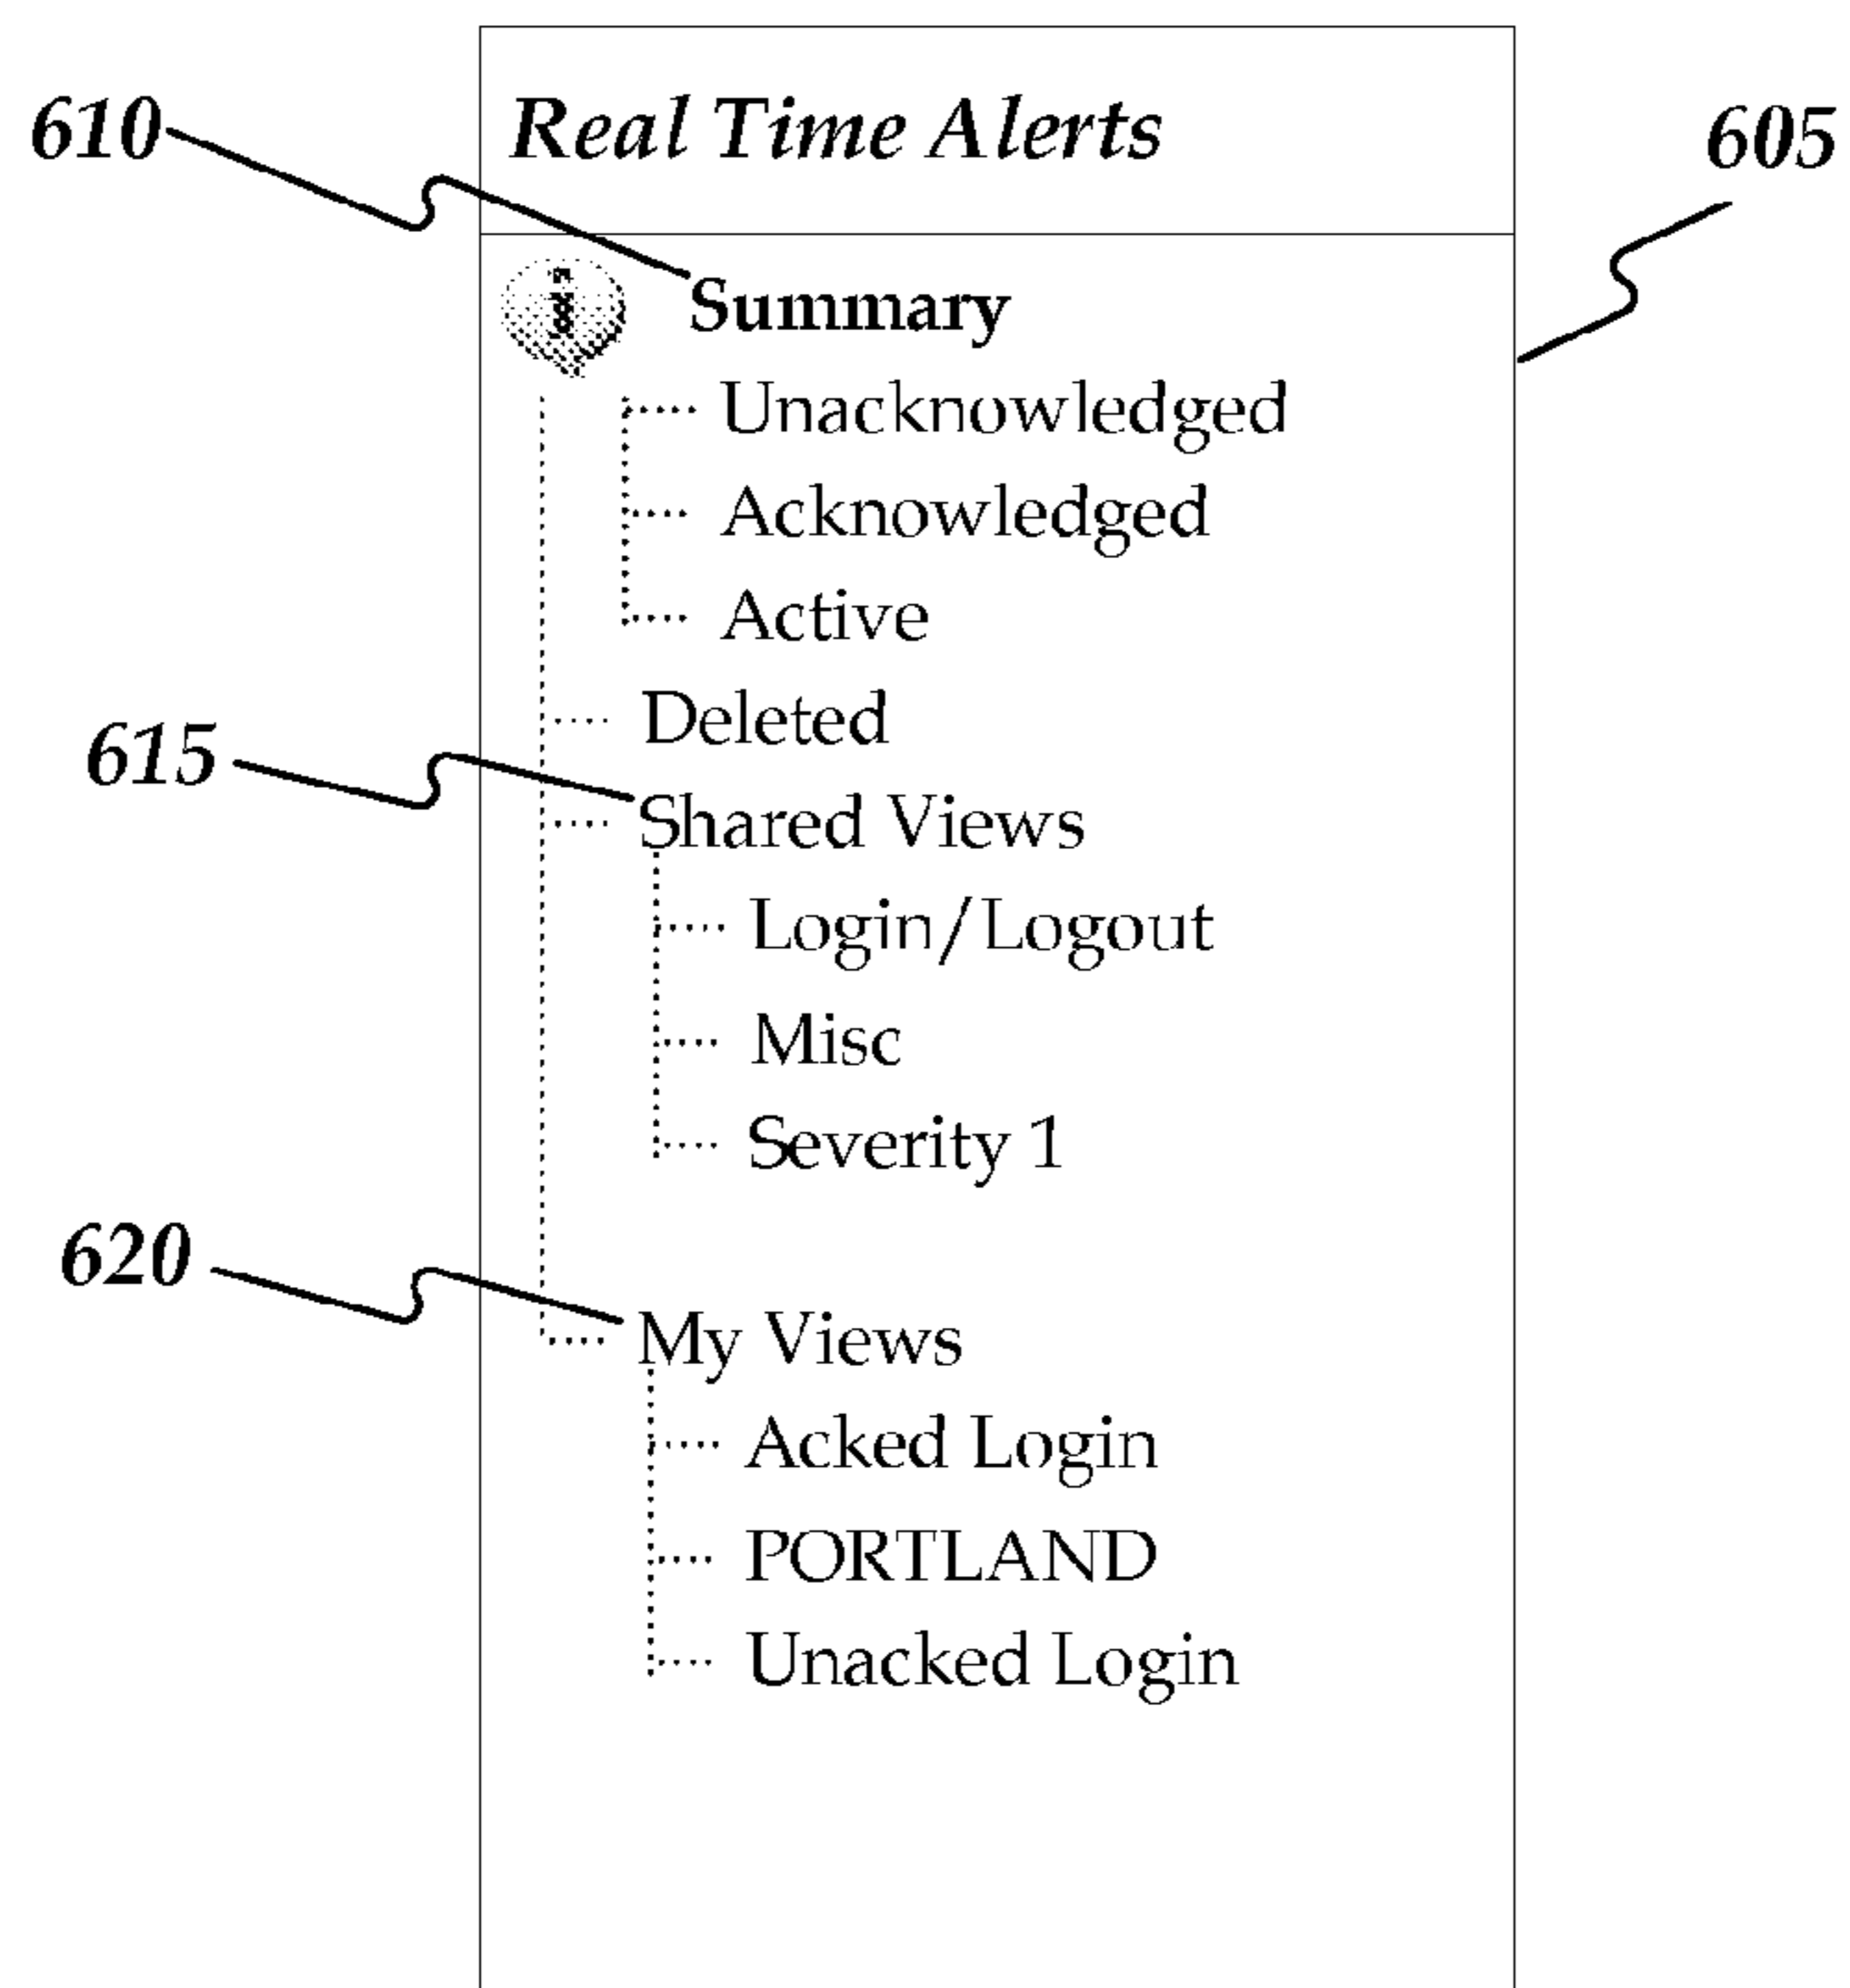 610
Real Time Alerts
605
Summary
Unacknowledged
Acknowledged
Active
Deleted
615
Shared Views
Login/Logout
Misc
Severity 1
620
My Views
Acked Login
PORTLAND
Unacked Login